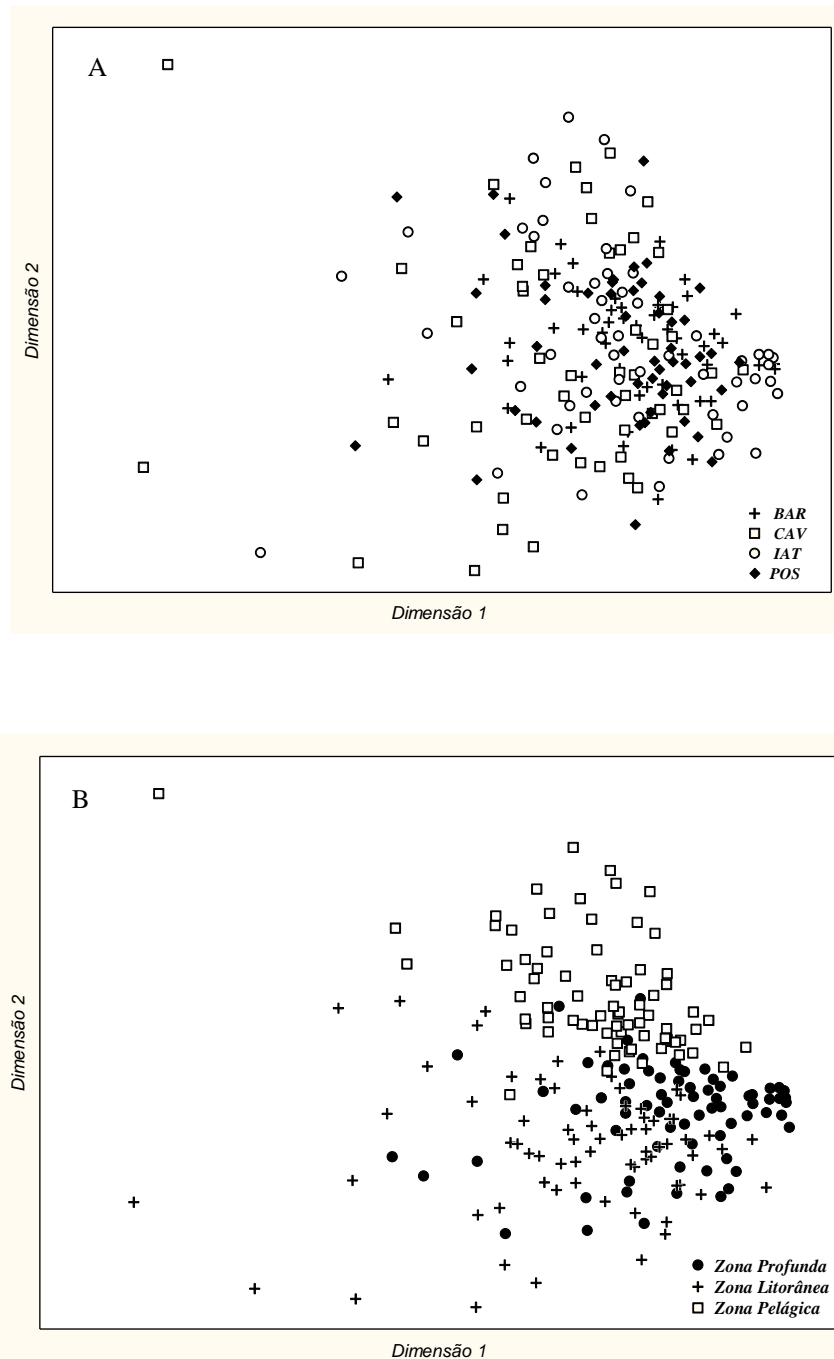 A
Dimensão 2
BAR
CAV
IAT
POS
Dimensão 1
B
Dimensão 2
Zona Profunda
Zona Litorânea
Zona Pelágica
Dimensão 1